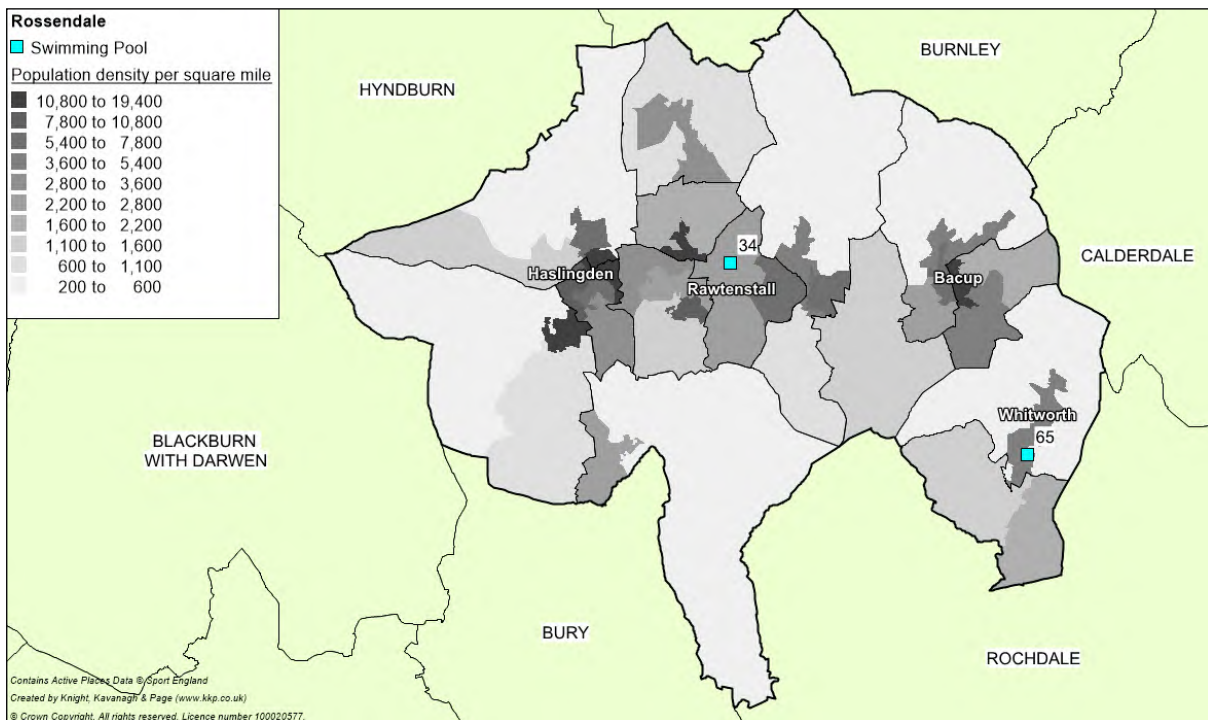 Rossendale
Swimming Pool
Population density per square mile
10,800 to 19,400
7,800 to 10,800
5,400 to 7,800
3,600 to 5,400
2,800 to 3,600
2,200 to 2,800
1,600 to 2,200
1,100 to 1,600
600 to 1,100
200 to 600
BURNLEY
HYNDBURN
34
CALDERDALE
Haslingden
Bacup
Rawtenstall
Whitworth
65
BLACKBURN
WITH DARWEN
BURY
ROCHDALE
Contains Active Places Data © Sport England
Created by Knight, Kavanagh & Page (www.kkp.co.uk)
© Crown Copyright. All rights reserved. Licence number 100020577.